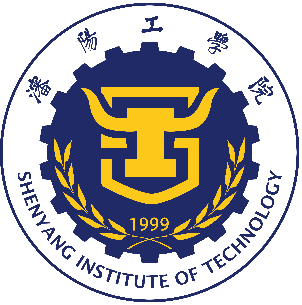 瀋陽工學院
1999
SHENYANG INSTITUTE OF TECHNOLOGY